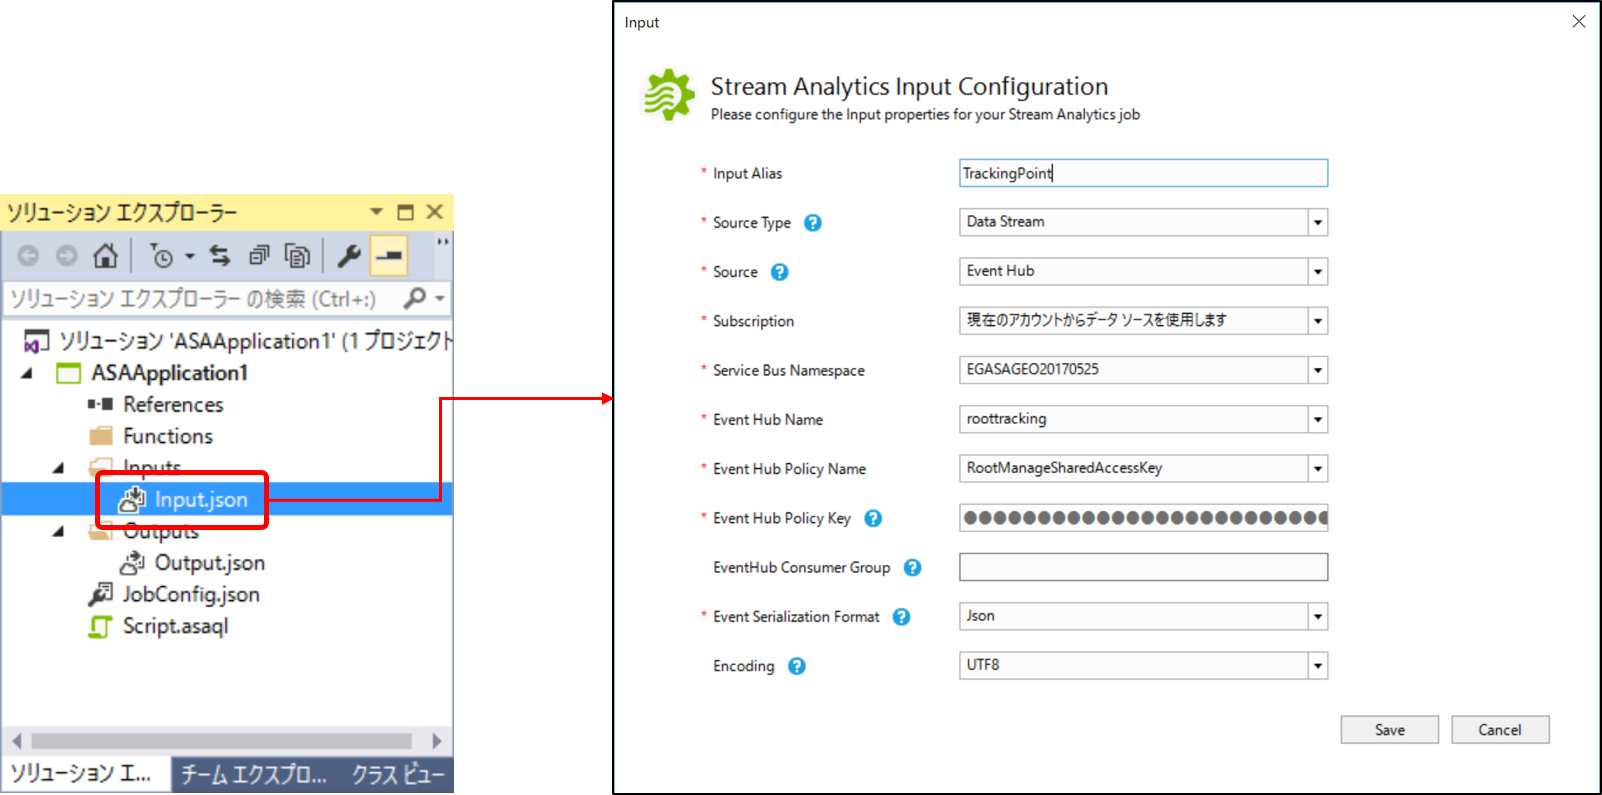 ソリューション エクスプローラー
ソリューション エクスプローラー の検索 (Ctrl+:)
ソリューション 'ASAApplication1' (1 プロジェクト
ASAApplication1
References
Functions
Inputs
Input.json
Outputs
Output.json
JobConfig.json
Script.asaql
ソリューション エ...
チーム エクスプロ...
クラス ビュー
Input
Stream Analytics Input Configuration
Please configure the Input properties for your Stream Analytics job
* Input Alias
TrackingPoint
* Source Type ?
Data Stream
* Source ?
Event Hub
* Subscription
現在のアカウントからデータ ソースを使用します
* Service Bus Namespace
EGASAGEO20170525
* Event Hub Name
roottracking
* Event Hub Policy Name
RootManageSharedAccessKey
* Event Hub Policy Key ?
●●●●●●●●●●●●●●●●●●●●●●●●●
EventHub Consumer Group ?
* Event Serialization Format ?
Json
Encoding ?
UTF8
Save
Cancel